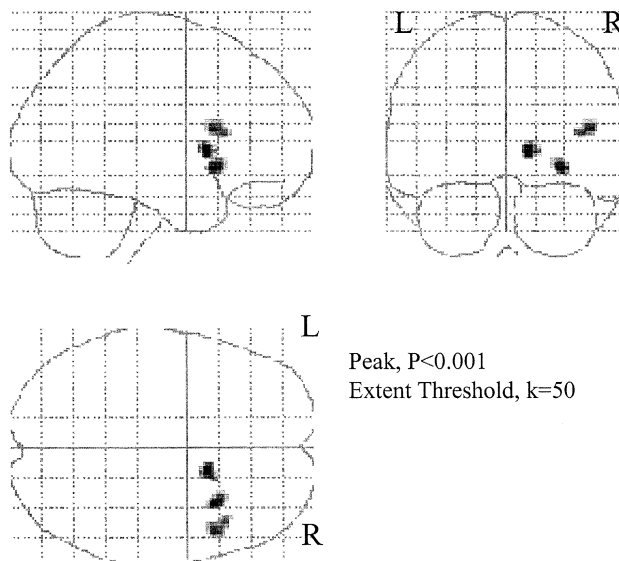 L R
L
Peak, P<0.001
Extent Threshold, k=50
R